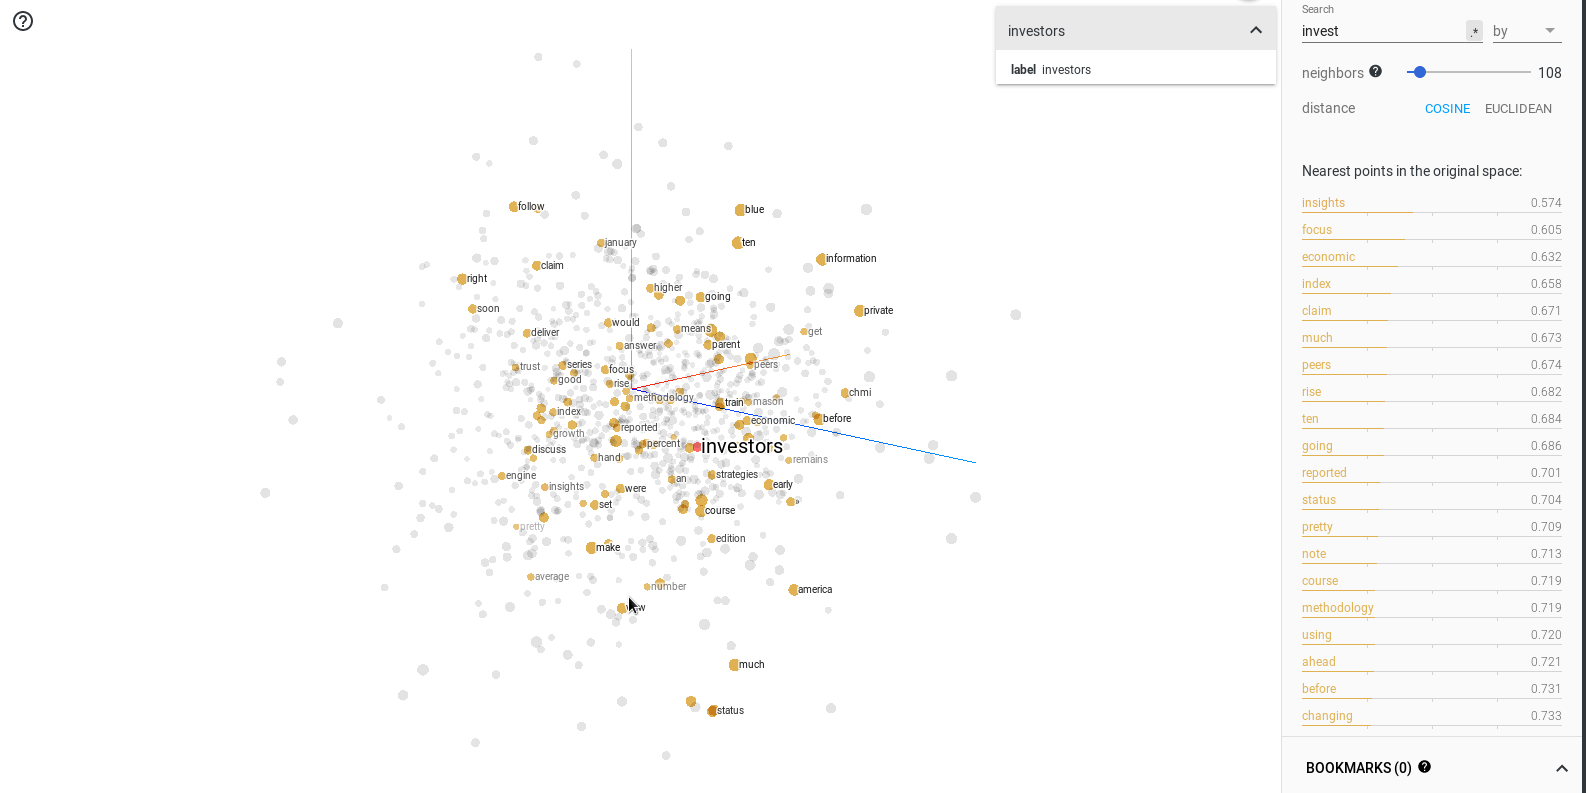 investors
label investors
Search
invest .* by
neighbors 108
distance COSINE EUCLIDEAN
Nearest points in the original space:
insights 0.574
focus 0.605
economic 0.632
index 0.658
claim 0.671
much 0.673
peers 0.674
rise 0.682
ten 0.684
going 0.686
reported 0.701
status 0.704
pretty 0.709
note 0.713
course 0.719
methodology 0.719
using 0.720
ahead 0.721
before 0.731
changing 0.733
BOOKMARKS (0)
follow
blue
january
ten
information
claim
right
higher
going
soon
private
would
means
get
deliver
answer
parent
trust
series
focus
peers
good
rise
chmi
methodology
train
mason
index
before
economic
reported
growth
percent
investors
discuss
hand
remains
engine
an
strategies
insights
were
early
set
course
pretty
edition
make
average
number
america
much
status